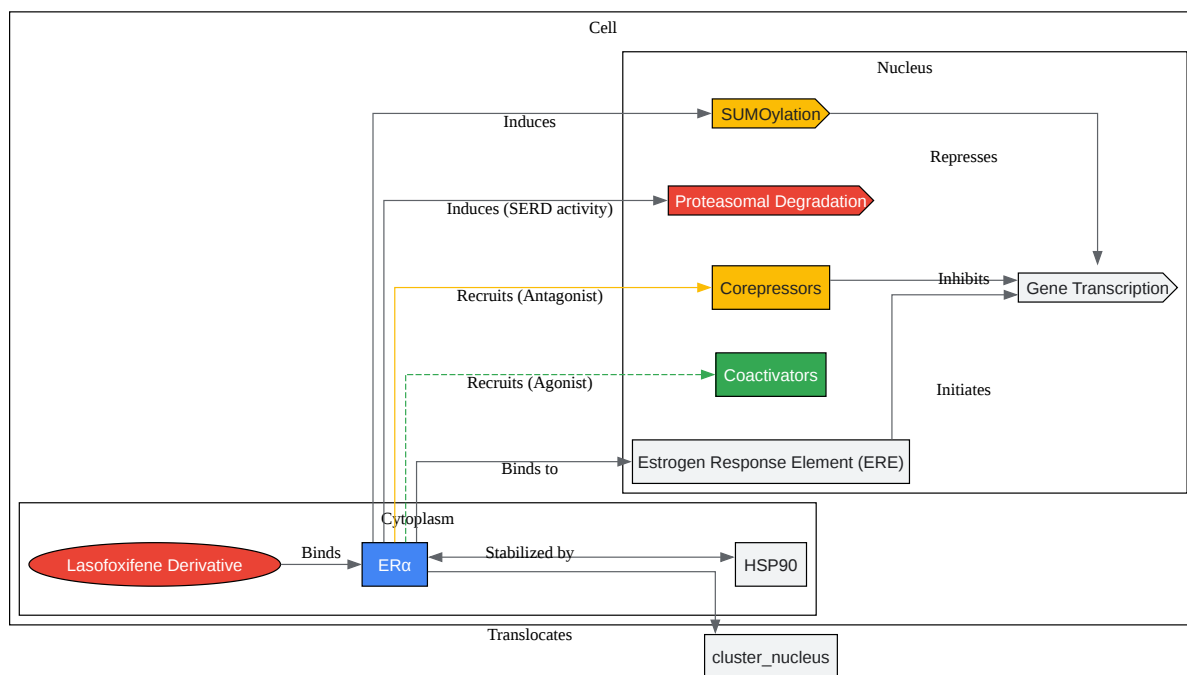 Cell
Nucleus
SUMOylation
Induces
Represses
Proteasomal Degradation
Induces (SERD activity)
Inhibits
Corepressors
Gene Transcription
Recruits (Antagonist)
Coactivators
Recruits (Agonist)
Initiates
Estrogen Response Element (ERE)
Binds to
Cytoplasm
Binds
Stabilized by
Lasofoxifene Derivative
ERα
HSP90
Translocates
cluster_nucleus